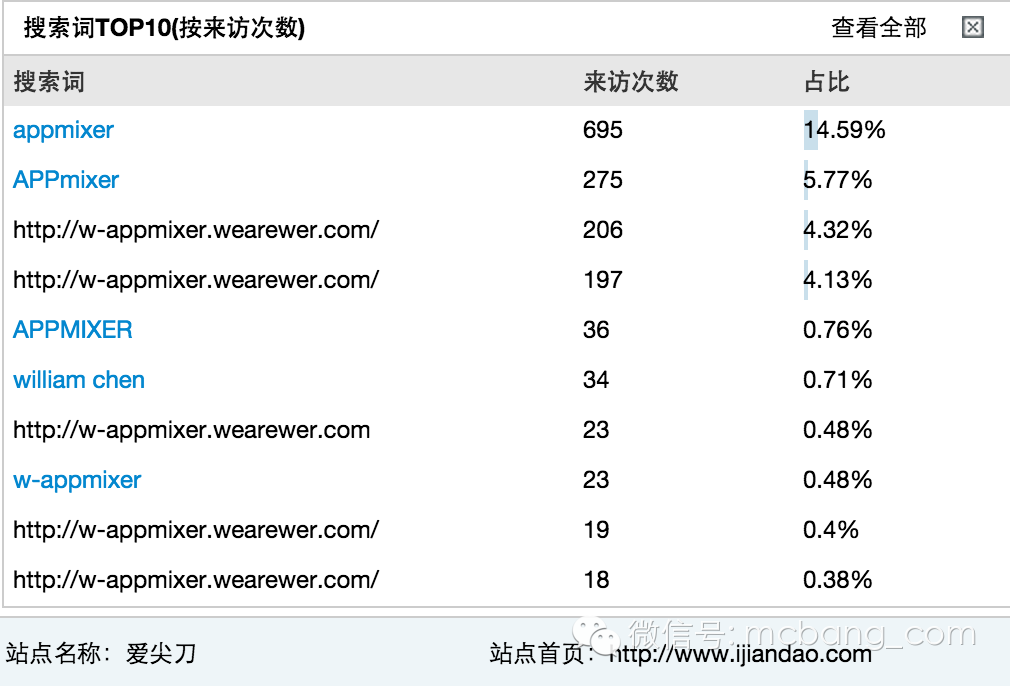 搜索词TOP10(按来访次数) 查看全部
搜索词 来访次数 占比
appmixer 695 14.59%
APPmixer 275 5.77%
http://w-appmixer.wearewer.com/ 206 4.32%
http://w-appmixer.wearewer.com/ 197 4.13%
APPMIXER 36 0.76%
william chen 34 0.71%
http://w-appmixer.wearewer.com 23 0.48%
w-appmixer 23 0.48%
http://w-appmixer.wearewer.com/ 19 0.4%
http://w-appmixer.wearewer.com/ 18 0.38%
微信号: mcbang_com
站点名称：爱尖刀 站点首页：http://www.ijiandao.com